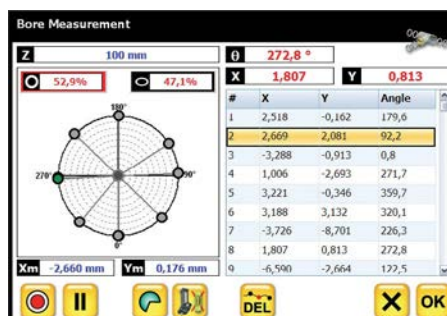 Bore Measurement
Z 100 mm θ 272,8 °
52,9% 47,1% X 1,807 Y 0,813
# X Y Angle
1 2,518 -0,162 179,6
2 2,669 2,081 92,2
3 -3,288 -0,913 0,8
4 1,006 -2,693 271,7
5 3,221 -0,346 359,7
6 3,188 3,132 320,1
7 -3,726 -8,701 226,3
8 1,807 0,813 272,8
9 -6,590 -2,664 122,5
180°
270° 90°
0°
Xm -2,660 mm Ym 0,176 mm
DEL OK